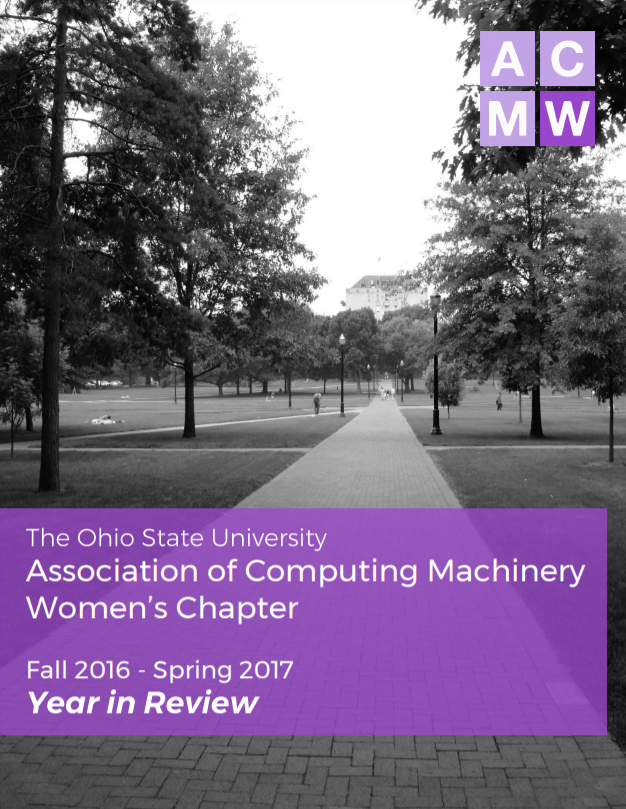 A C
M W
The Ohio State University
Association of Computing Machinery
Women's Chapter
Fall 2016 - Spring 2017
Year in Review